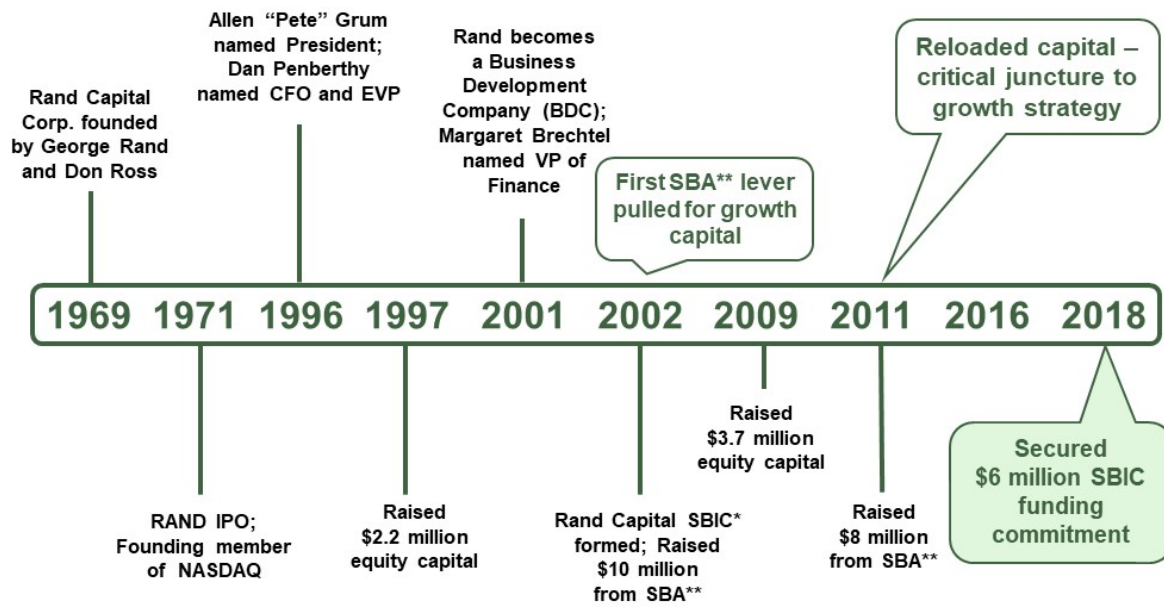 Allen “Pete” Grum
named President;
Dan Penberthy
named CFO and EVP
Rand becomes
a Business
Development
Company (BDC);
Margaret Brechtel
named VP of
Finance
Reloaded capital –
critical juncture to
growth strategy
Rand Capital
Corp. founded
by George Rand
and Don Ross
First SBA** lever
pulled for growth
capital
1969 1971 1996 1997 2001 2002 2009 2011 2016 2018
RAND IPO;
Founding member
of NASDAQ
Raised
$2.2 million
equity capital
Rand Capital SBIC*
formed; Raised
$10 million
from SBA**
Raised
$3.7 million
equity capital
Raised
$8 million
from SBA**
Secured
$6 million SBIC
funding
commitment